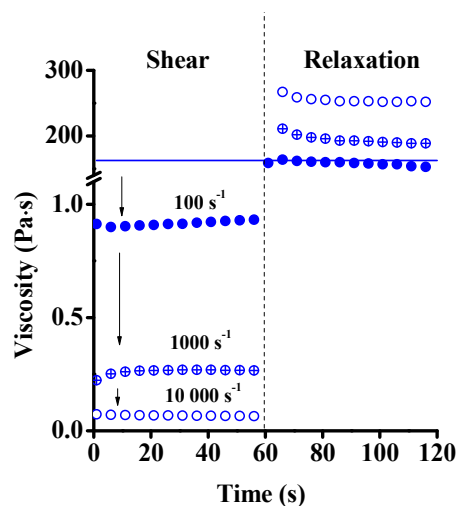 Shear Relaxation
300
200
100 s⁻¹
1.0
Viscosity (Pa·s)
0.5
1000 s⁻¹
10 000 s⁻¹
0.0
0 20 40 60 80 100 120
Time (s)